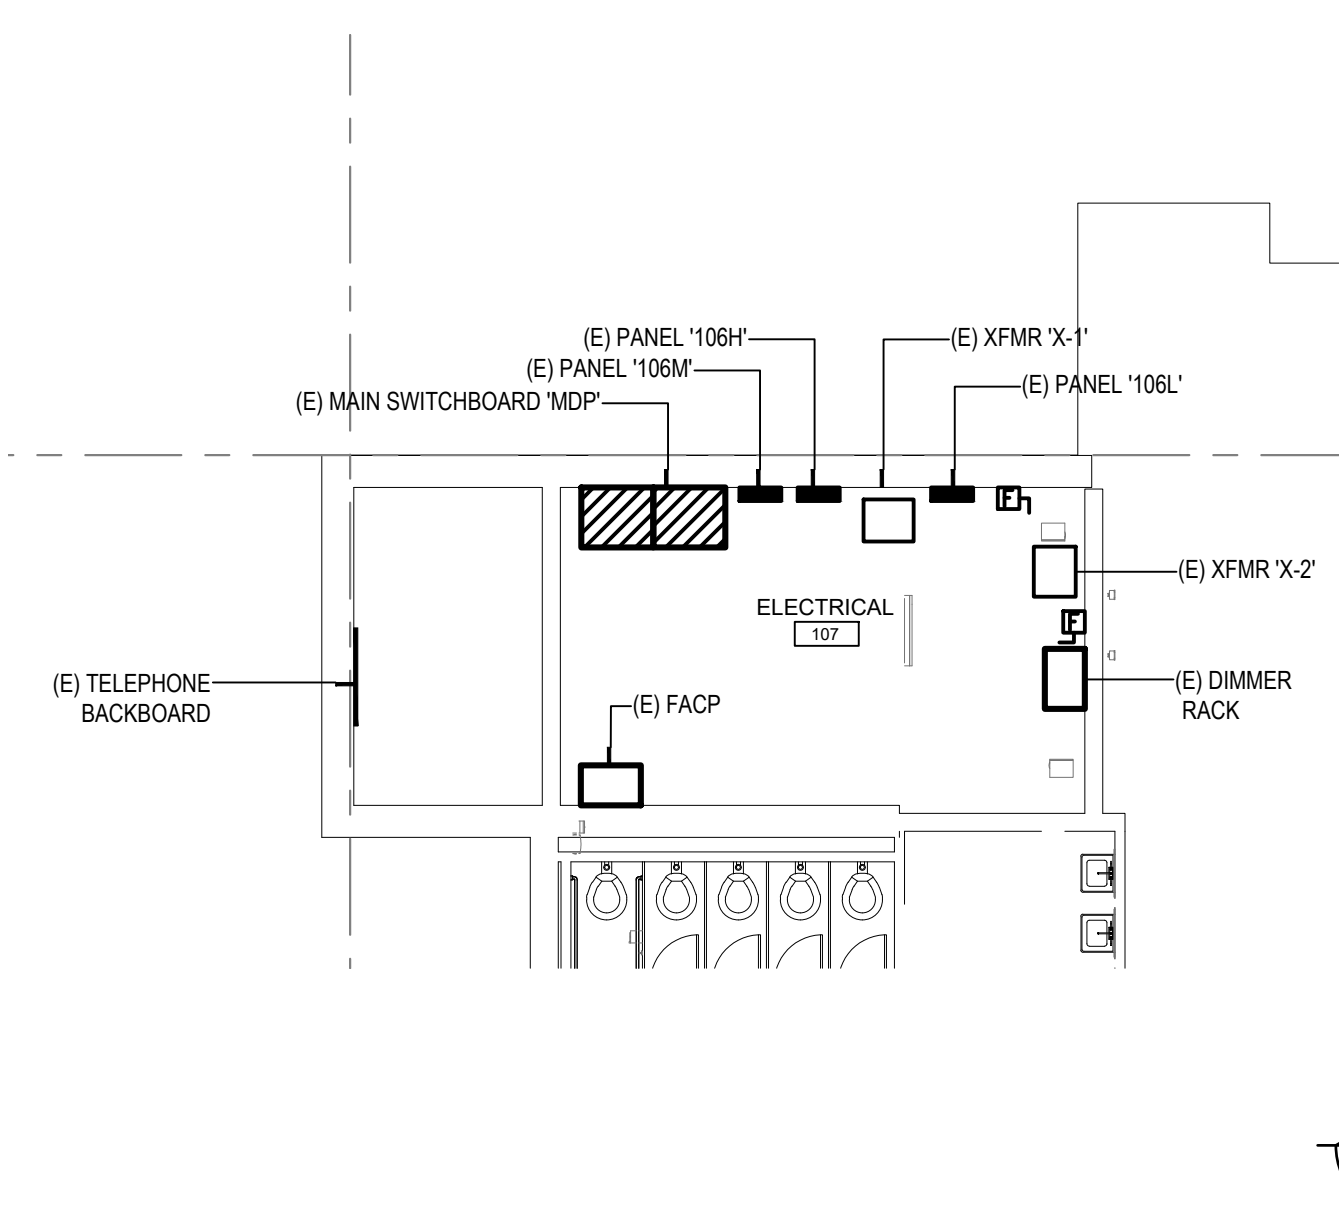 (E) PANEL '106H'
(E) XFMR 'X-1'
(E) PANEL '106M'
(E) PANEL '106L'
(E) MAIN SWITCHBOARD 'MDP'
F
(E) XFMR 'X-2'
ELECTRICAL
107
F
(E) TELEPHONE
BACKBOARD
(E) DIMMER
RACK
(E) FACP